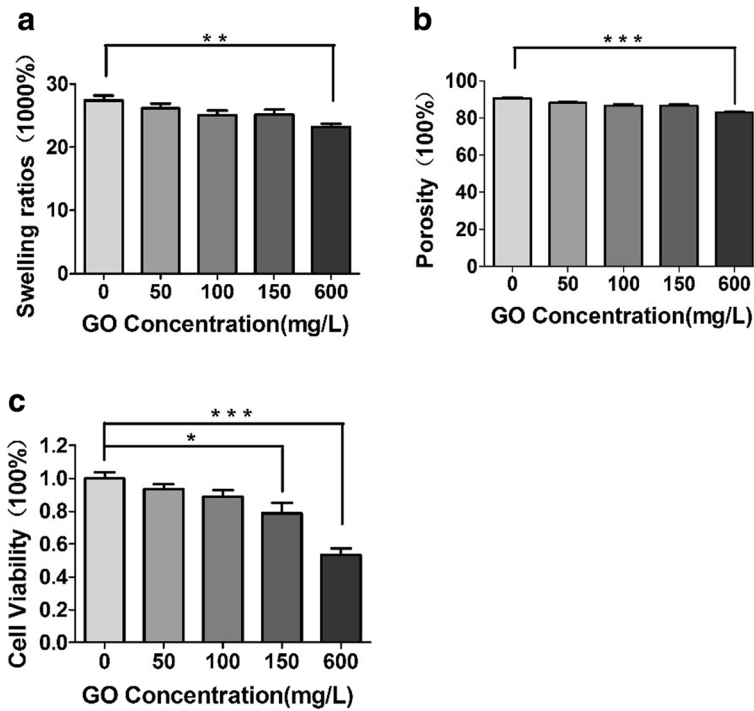 a
* *
Swelling ratios (1000%)
30
20
10
0
0 50 100 150 600
GO Concentration(mg/L)
b
* * *
Porosity (100%)
100
80
60
40
20
0
0 50 100 150 600
GO Concentration(mg/L)
c
* * *
*
Cell Viability (100%)
1.2
1.0
0.8
0.6
0.4
0.2
0.0
0 50 100 150 600
GO Concentration(mg/L)